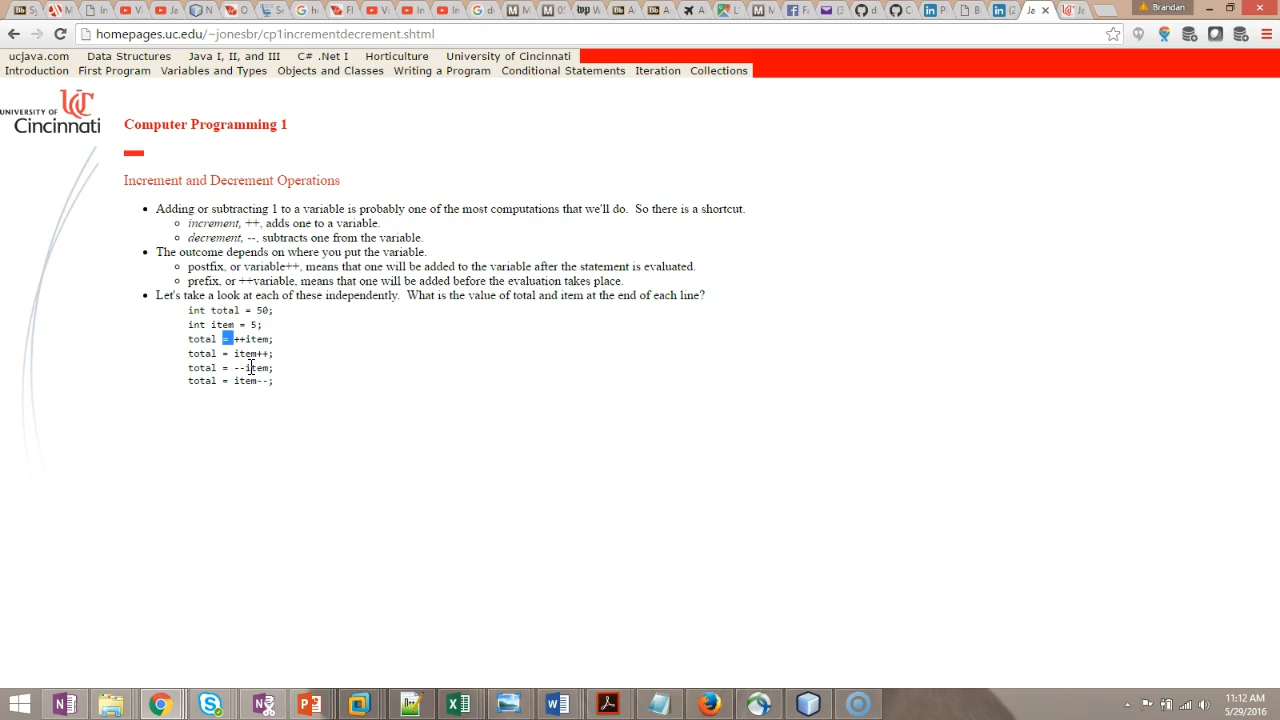 Brandan
homepages.uc.edu/~jonesbr/cp1incrementdecrement.shtml
ucjava.com Data Structures Java I, II, and III C# .Net I Horticulture University of Cincinnati
Introduction First Program Variables and Types Objects and Classes Writing a Program Conditional Statements Iteration Collections
UNIVERSITY OF
Cincinnati
Computer Programming 1
Increment and Decrement Operations
Adding or subtracting 1 to a variable is probably one of the most computations that we'll do. So there is a shortcut.
increment, ++, adds one to a variable.
decrement, --, subtracts one from the variable.
The outcome depends on where you put the variable.
postfix, or variable++, means that one will be added to the variable after the statement is evaluated.
prefix, or ++variable, means that one will be added before the evaluation takes place.
Let's take a look at each of these independently. What is the value of total and item at the end of each line?
int total = 50;
int item = 5;
total = ++item;
total = item++;
total = --item;
total = item--;
11:12 AM
5/29/2016